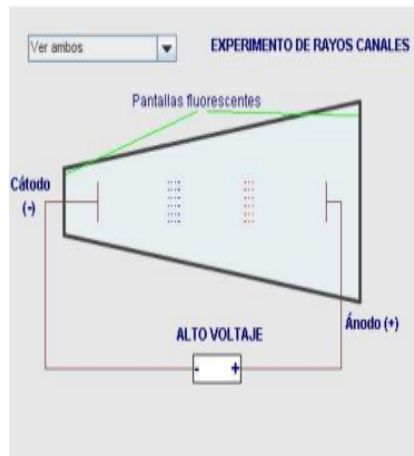 Ver ambos
EXPERIMENTO DE RAYOS CANALES
Pantallas fluorescentes
Cátodo
(-)
Ánodo (+)
ALTO VOLTAJE
- +